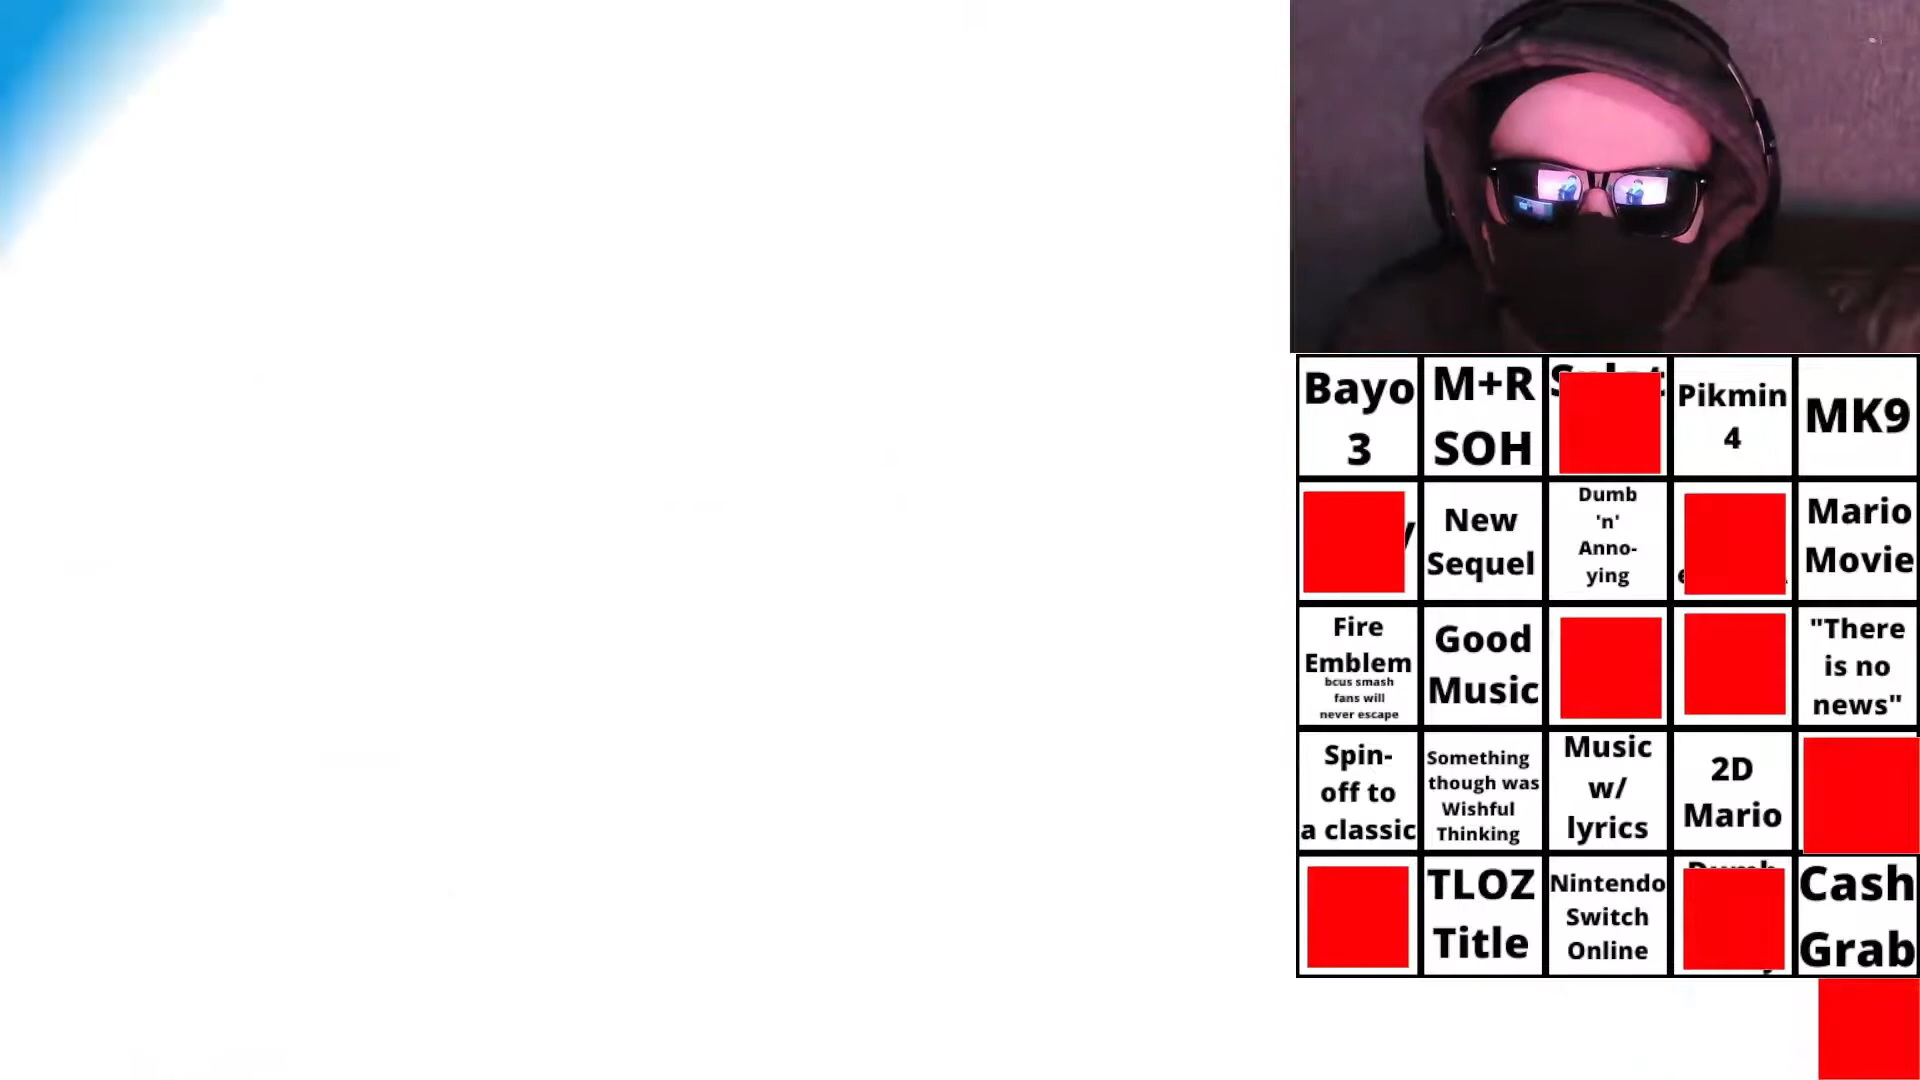 Bayo
3
M+R
SOH
Pikmin
4
MK9
New
Sequel
Dumb
'n'
Anno-
ying
Mario
Movie
Fire
Emblem
bcus smash
fans will
never escape
Good
Music
"There
is no
news"
Spin-
off to
a classic
Something
though was
Wishful
Thinking
Music
w/
lyrics
2D
Mario
TLOZ
Title
Nintendo
Switch
Online
Cash
Grab